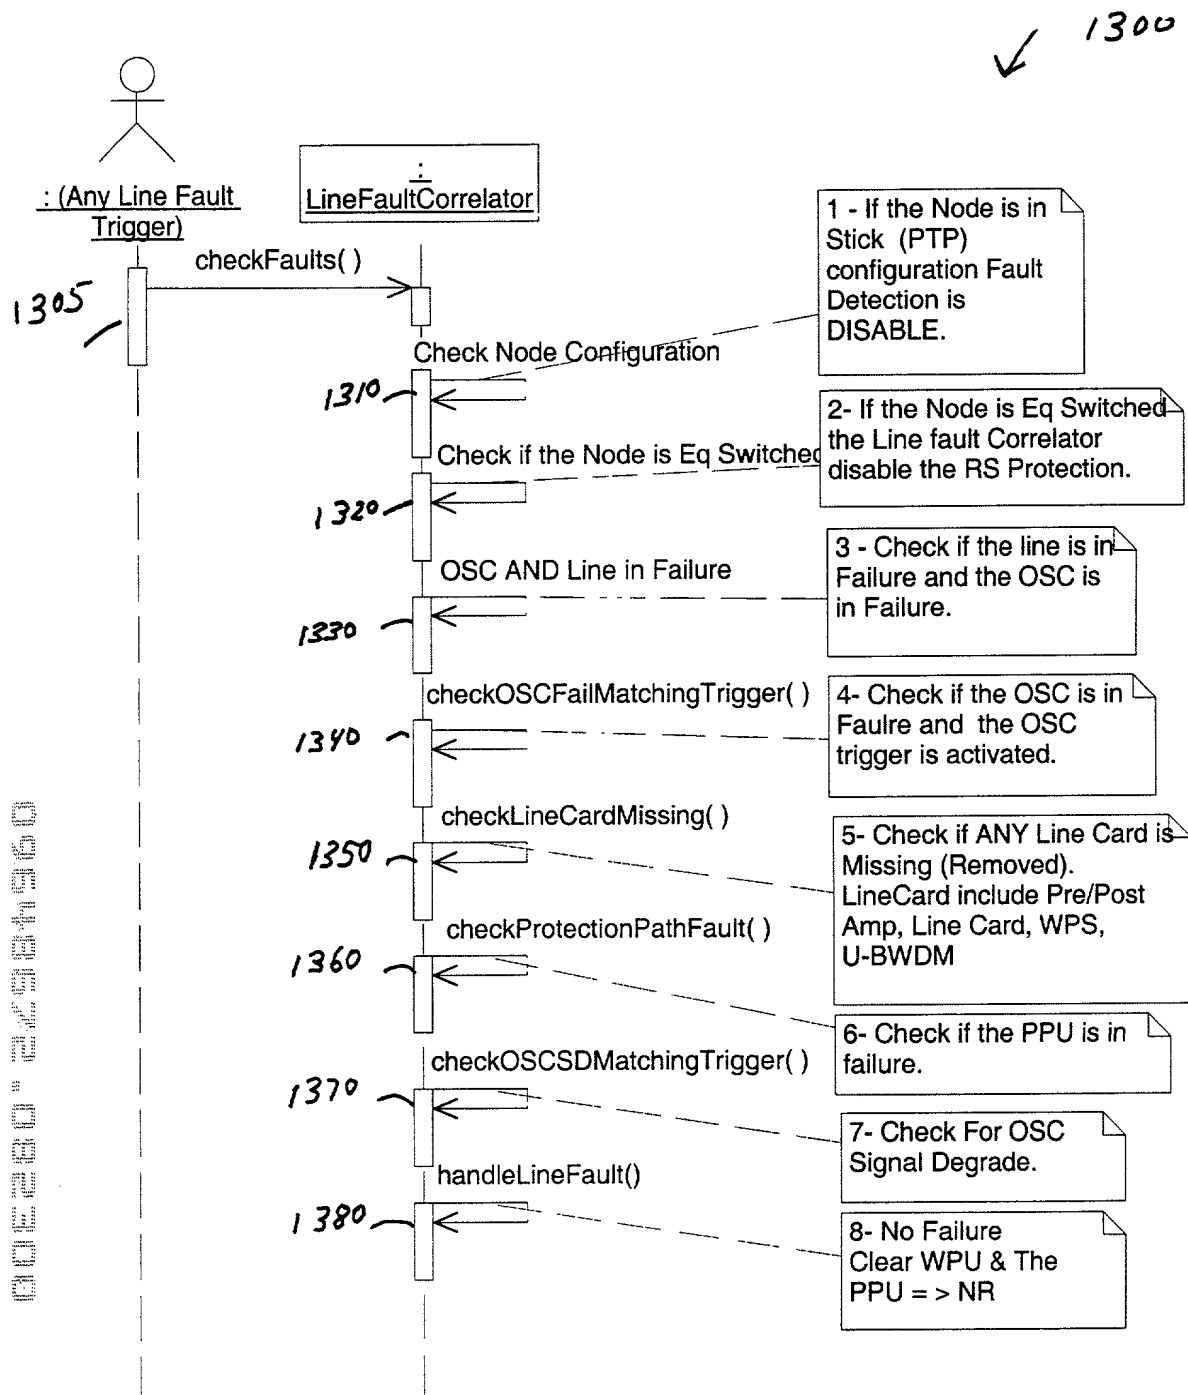 1300
: (Any Line Fault
Trigger)
:
LineFaultCorrelator
checkFaults( )
1305
1 - If the Node is in
Stick (PTP)
configuration Fault
Detection is
DISABLE.
Check Node Configuration
1310
2- If the Node is Eq Switched
the Line fault Correlator
disable the RS Protection.
Check if the Node is Eq Switched
1320
3 - Check if the line is in
Failure and the OSC is
in Failure.
OSC AND Line in Failure
1330
4- Check if the OSC is in
Faulre and the OSC
trigger is activated.
checkOSCFailMatchingTrigger( )
1340
5- Check if ANY Line Card is
Missing (Removed).
LineCard include Pre/Post
Amp, Line Card, WPS,
U-BWDM
checkLineCardMissing( )
1350
checkProtectionPathFault( )
1360
6- Check if the PPU is in
failure.
checkOSCSDMatchingTrigger( )
1370
7- Check For OSC
Signal Degrade.
handleLineFault()
1380
8- No Failure
Clear WPU & The
PPU = > NR